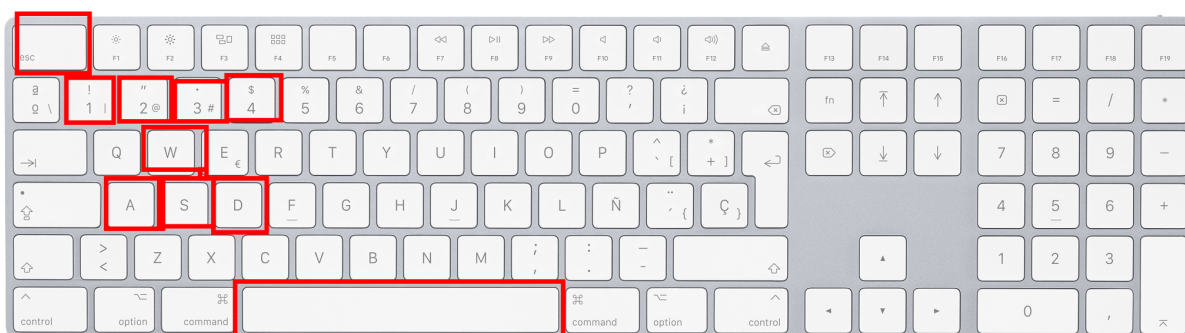 esc F1 F2 F3 F4 F5 F6 F7 F8 F9 F10 F11 F12 F13 F14 F15 F16 F17 F18 F19
ª ! " · $ % & / ( ) = ? ¿
º \ 1 | 2 @ 3 # 4 5 6 7 8 9 0 ' ¡ fn = / *
Q W E € R T Y U I O P ^ ` [ * + ] 7 8 9 −
A S D F G H J K L Ñ ¨ ´ { Ç } 4 5 6 +
> < Z X C V B N M ; , : . – - 1 2 3
control option command ⌘ ⌘ command option control 0 ,